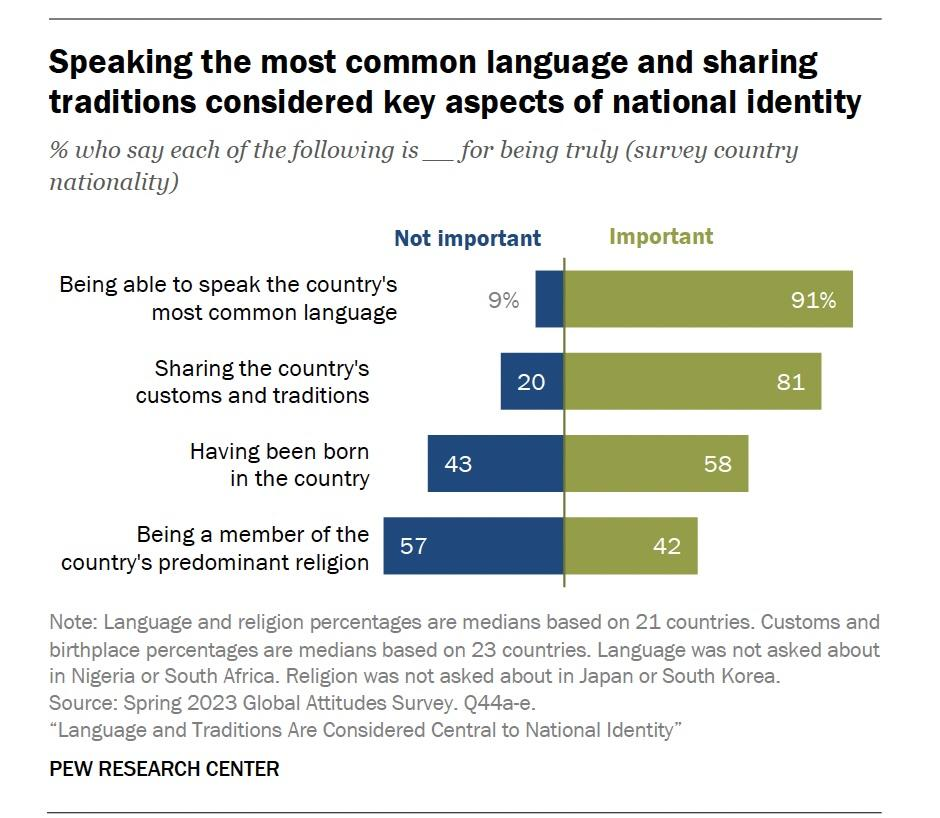 Speaking the most common language and sharing
traditions considered key aspects of national identity
% who say each of the following is __ for being truly (survey country
nationality)
Not important Important
Being able to speak the country's
most common language
9% 91%
Sharing the country's
customs and traditions
20 81
Having been born
in the country
43 58
Being a member of the
country's predominant religion
57 42
Note: Language and religion percentages are medians based on 21 countries. Customs and
birthplace percentages are medians based on 23 countries. Language was not asked about
in Nigeria or South Africa. Religion was not asked about in Japan or South Korea.
Source: Spring 2023 Global Attitudes Survey. Q44a-e.
“Language and Traditions Are Considered Central to National Identity”
PEW RESEARCH CENTER